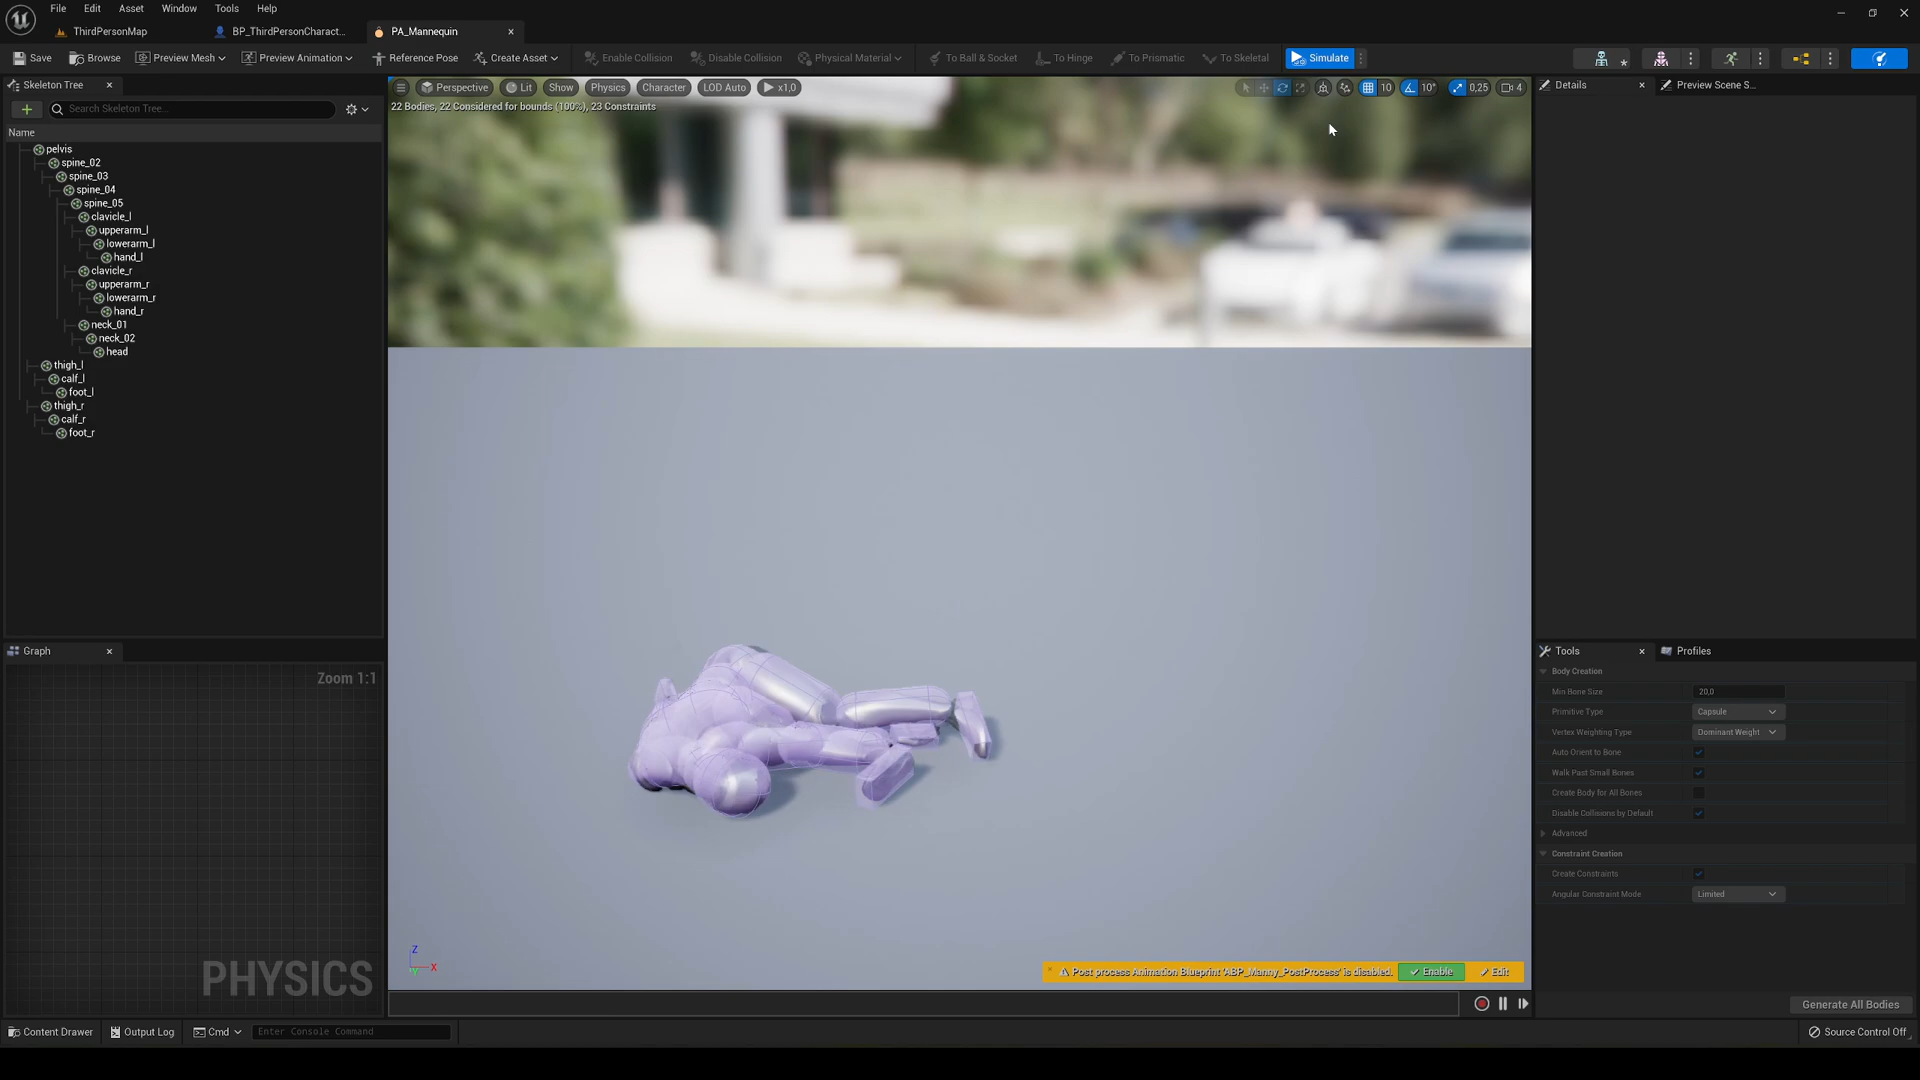 File Edit Asset Window Tools Help
ThirdPersonMap BP_ThirdPersonCharact... PA_Mannequin
Save Browse Preview Mesh Preview Animation Reference Pose Create Asset Enable Collision Disable Collision Physical Material To Ball & Socket To Hinge To Prismatic To Skeletal Simulate
Skeleton Tree
Search Skeleton Tree...
Name
pelvis
spine_02
spine_03
spine_04
spine_05
clavicle_l
upperarm_l
lowerarm_l
hand_l
clavicle_r
upperarm_r
lowerarm_r
hand_r
neck_01
neck_02
head
thigh_l
calf_l
foot_l
thigh_r
calf_r
foot_r
Graph
Zoom 1:1
PHYSICS
Perspective Lit Show Physics Character LOD Auto x1,0 10 10° 0,25 4
22 Bodies, 22 Considered for bounds (100%), 23 Constraints
Z
X
Y
Post process Animation Blueprint 'ABP_Manny_PostProcess' is disabled. Enable Edit
Details Preview Scene S...
Tools Profiles
Body Creation
Min Bone Size 20,0
Primitive Type Capsule
Vertex Weighting Type Dominant Weight
Auto Orient to Bone
Walk Past Small Bones
Create Body for All Bones
Disable Collisions by Default
Advanced
Constraint Creation
Create Constraints
Angular Constraint Mode Limited
Generate All Bodies
Content Drawer Output Log Cmd Enter Console Command Source Control Off